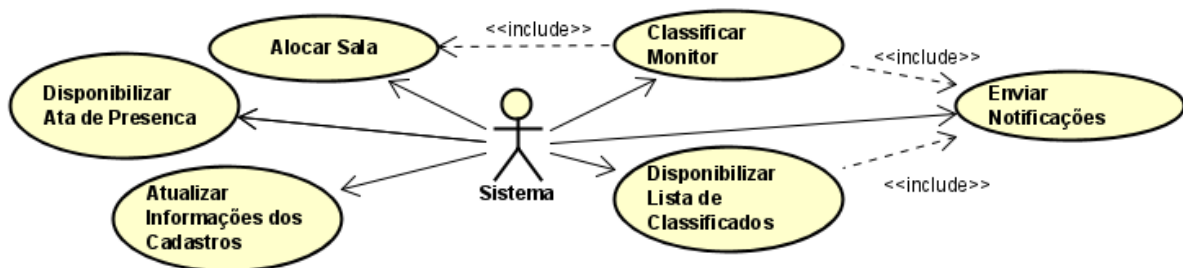 Alocar Sala
<<include>>
Classificar
Monitor
<<include>>
Disponibilizar
Ata de Presenca
Enviar
Notificações
Sistema
Atualizar
Informações dos
Cadastros
Disponibilizar
Lista de
Classificados
<<include>>